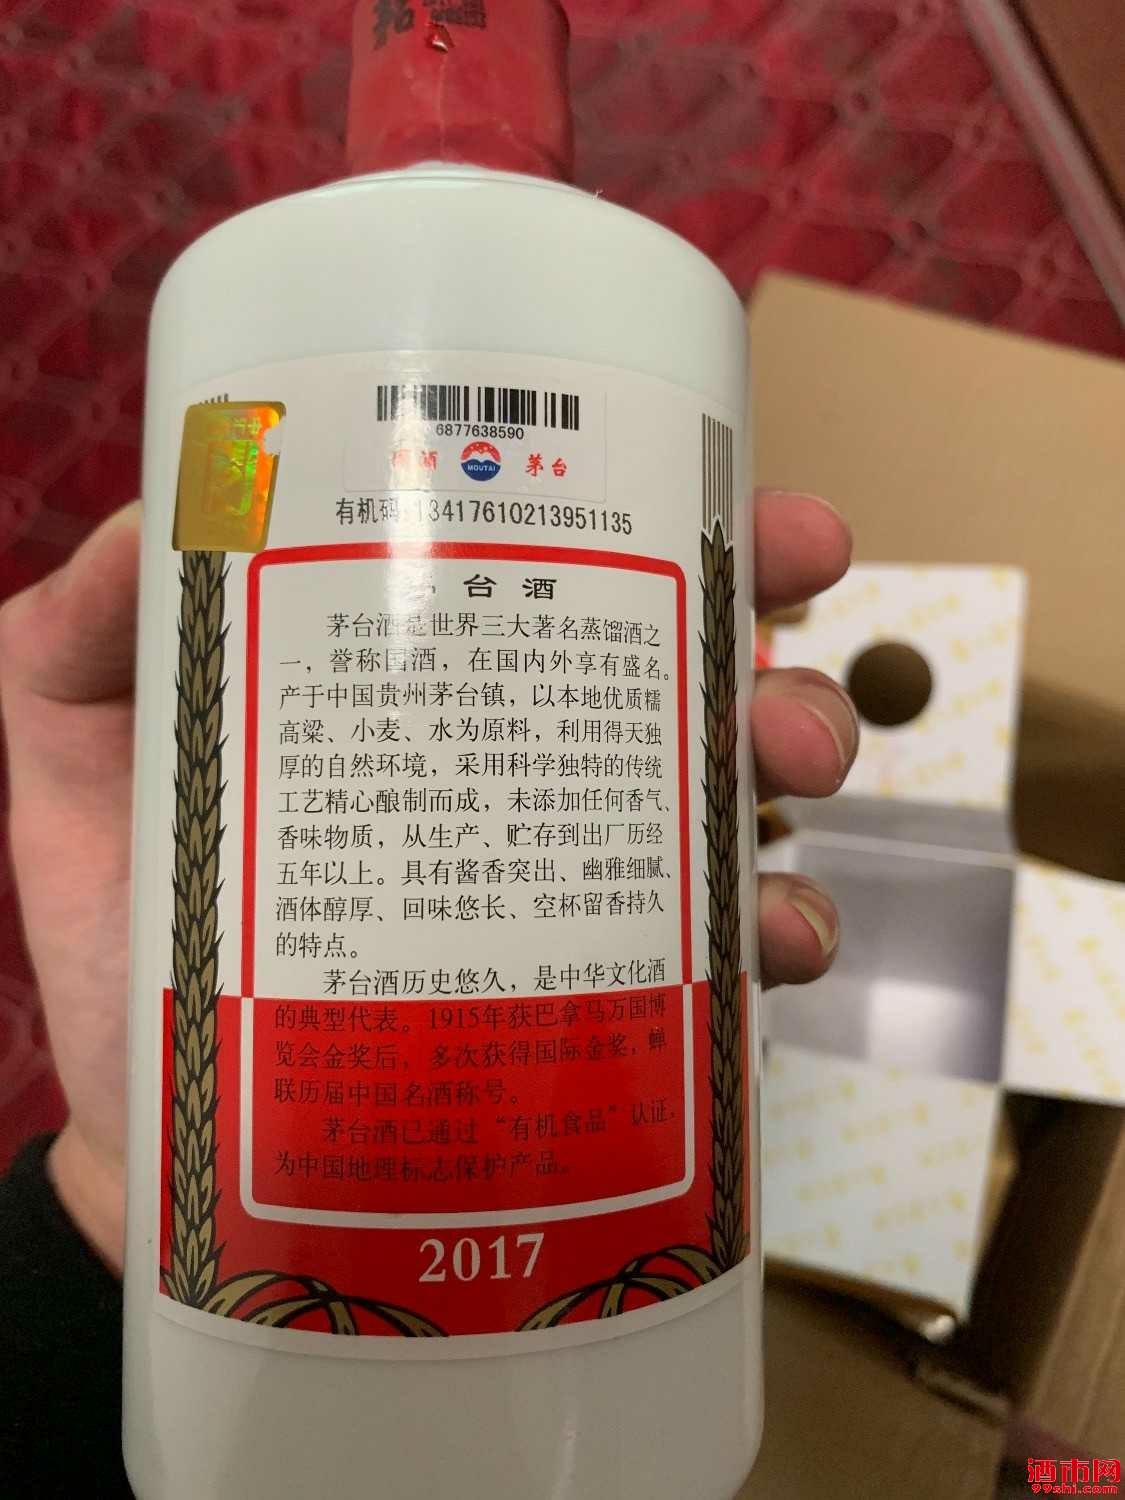 6877638590
國酒 MOUTAI 茅台
有机码:13417610213951135
台酒
茅台酒是世界三大著名蒸馏酒之
一，誉称国酒，在国内外享有盛名。
产于中国贵州茅台镇，以本地优质糯
高粱、小麦、水为原料，利用得天独
厚的自然环境，采用科学独特的传统
工艺精心酿制而成，未添加任何香气、
香味物质，从生产、贮存到出厂历经
五年以上。具有酱香突出、幽雅细腻、
酒体醇厚、回味悠长、空杯留香持久
的特点。
茅台酒历史悠久，是中华文化酒
的典型代表。1915年获巴拿马万国博
览会金奖后，多次获得国际金奖，蝉
联历届中国名酒称号。
茅台酒已通过“有机食品”认证，
为中国地理标志保护产品。
2017
酒市网
99shi.com